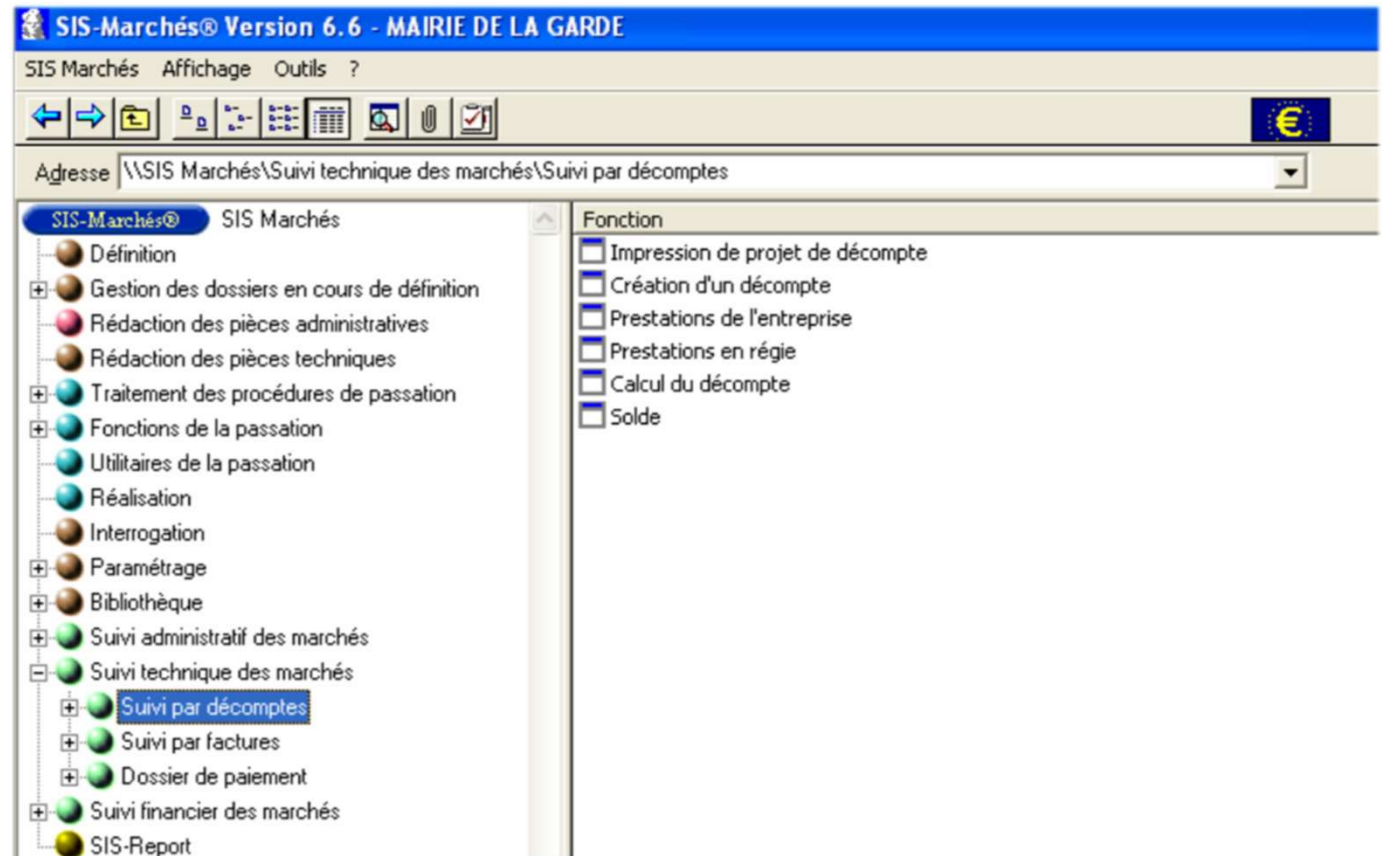 SIS-Marchés® Version 6.6 - MAIRIE DE LA GARDE
SIS Marchés Affichage Outils ?
€
Adresse \\SIS Marchés\Suivi technique des marchés\Suivi par décomptes
SIS-Marchés® SIS Marchés
Définition
Gestion des dossiers en cours de définition
Rédaction des pièces administratives
Rédaction des pièces techniques
Traitement des procédures de passation
Fonctions de la passation
Utilitaires de la passation
Réalisation
Interrogation
Paramétrage
Bibliothèque
Suivi administratif des marchés
Suivi technique des marchés
Suivi par décomptes
Suivi par factures
Dossier de paiement
Suivi financier des marchés
SIS-Report
Fonction
Impression de projet de décompte
Création d'un décompte
Prestations de l'entreprise
Prestations en régie
Calcul du décompte
Solde